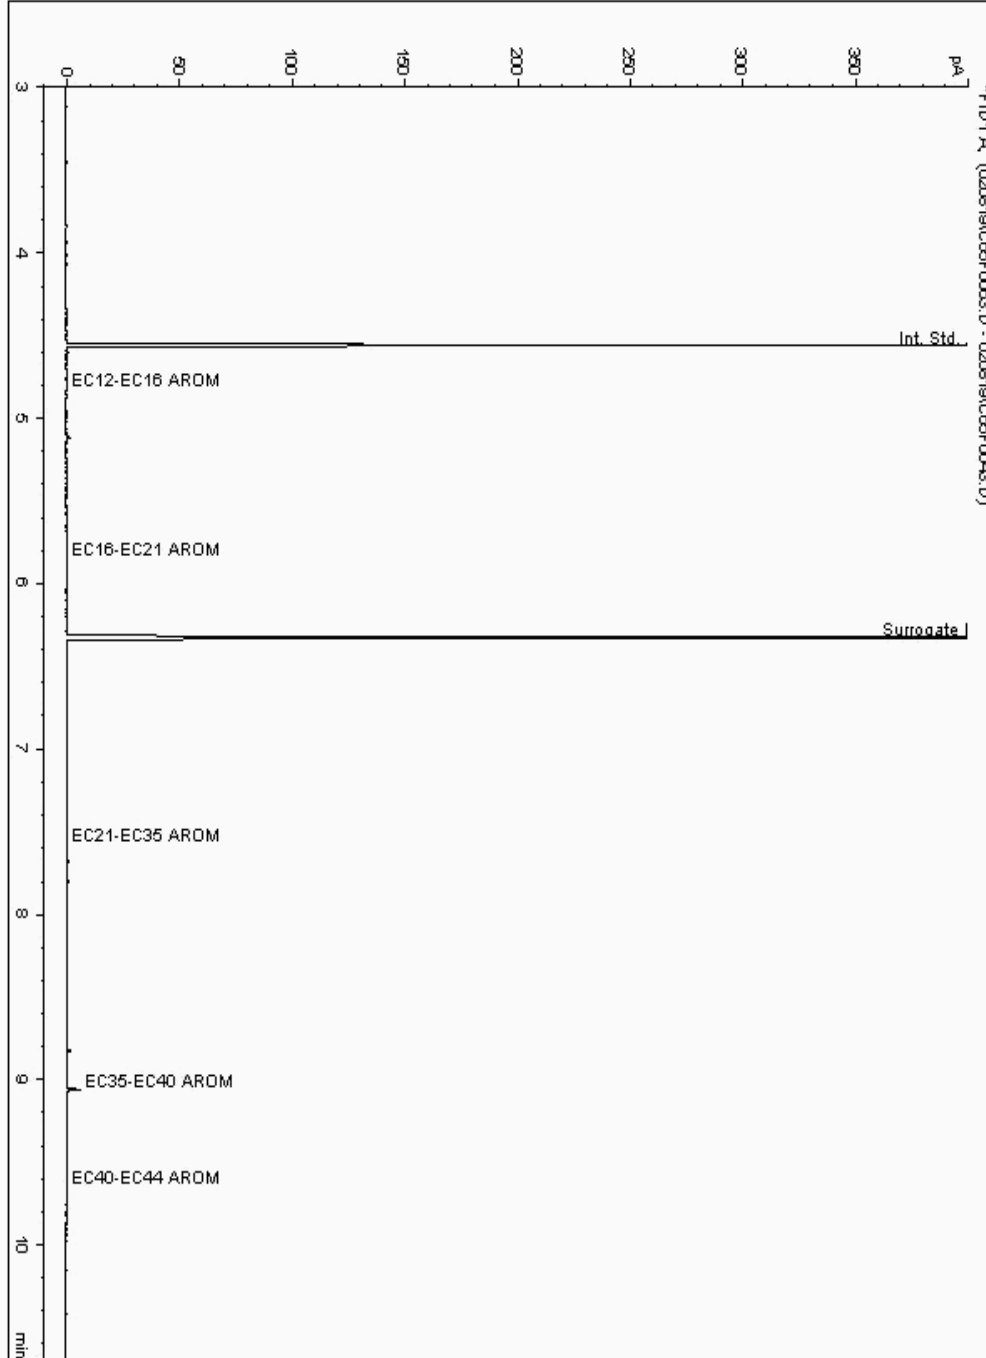 pA
350
300
250
200
150
100
50
0
3
4
5
6
7
8
9
10
min
Int. Std.
EC12-EC16 AROM
EC16-EC21 AROM
Surrogate
EC21-EC35 AROM
EC35-EC40 AROM
EC40-EC44 AROM